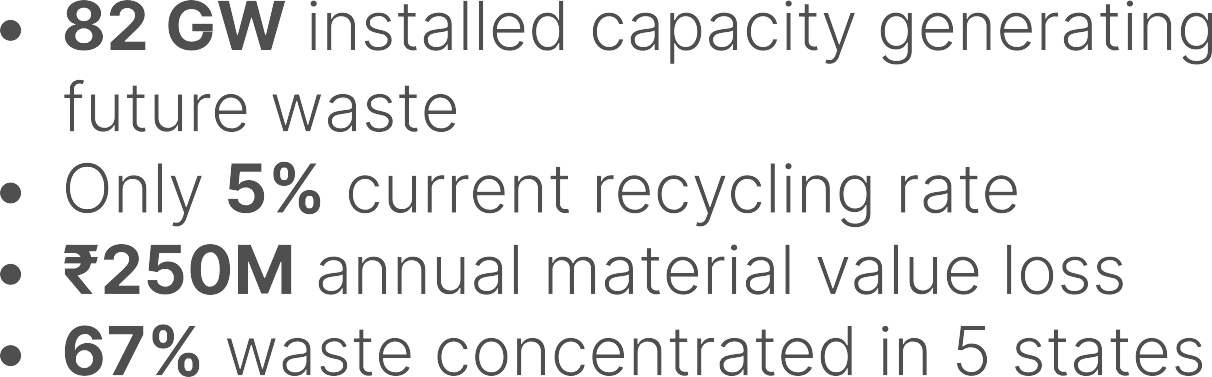 • 82 GW installed capacity generating
future waste
• Only 5% current recycling rate
• ₹250M annual material value loss
• 67% waste concentrated in 5 states